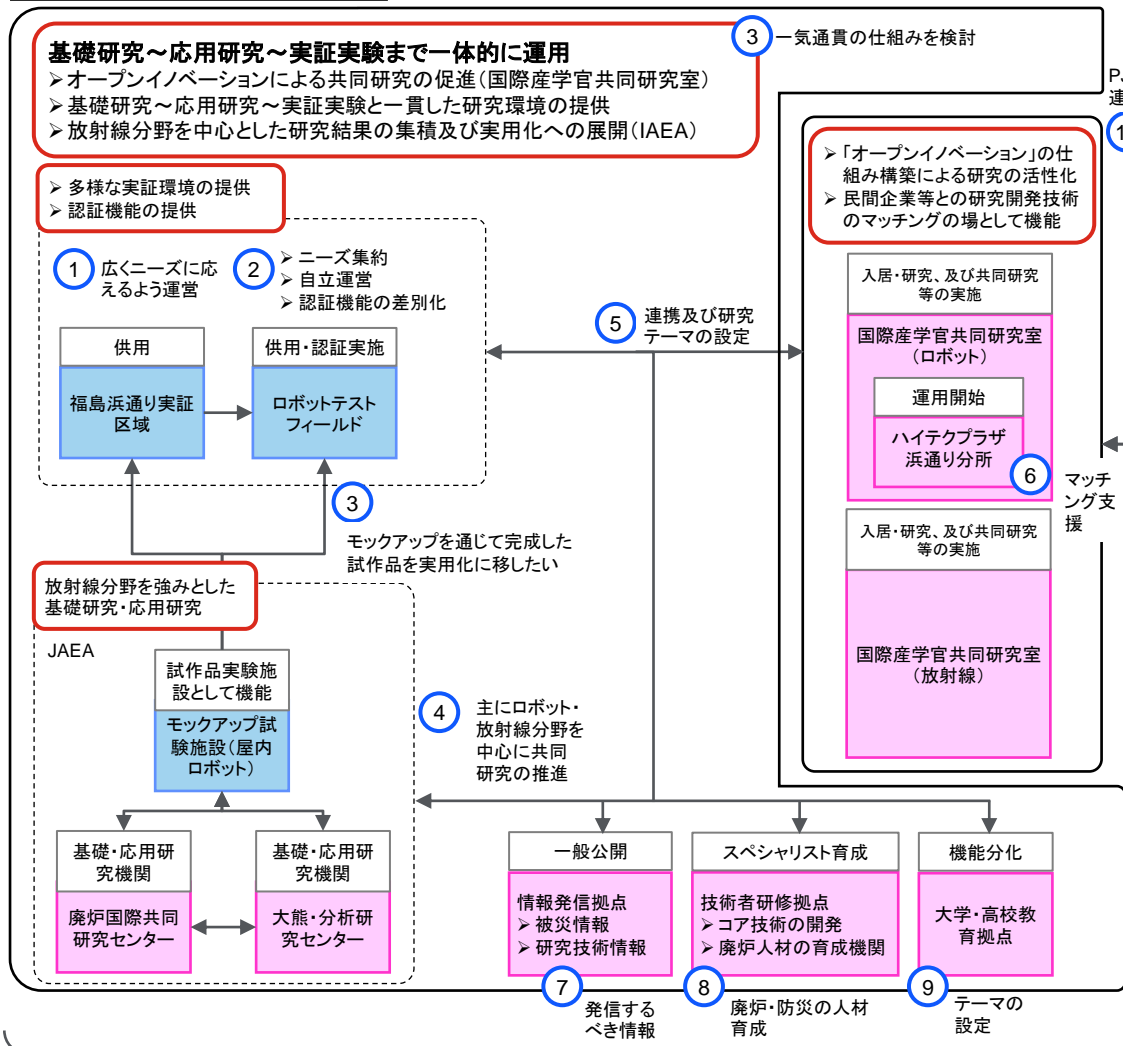 基礎研究~応用研究~実証実験まで一体的に運用
➢オープンイノベーションによる共同研究の促進(国際産学官共同研究室)
➢基礎研究~応用研究~実証実験と一貫した研究環境の提供
➢放射線分野を中心とした研究結果の集積及び実用化への展開(IAEA)
3
一気通貫の仕組みを検討
PJ
連
1
➢多様な実証環境の提供
➢認証機能の提供
1
広くニーズに応
えるよう運営
2
➢ニーズ集約
➢自立運営
➢認証機能の差別化
供用
福島浜通り実証
区域
供用・認証実施
ロボットテスト
フィールド
5
連携及び研究
テーマの設定
➢「オープンイノベーション」の仕
組み構築による研究の活性化
➢民間企業等との研究開発技術
のマッチングの場として機能
入居・研究、及び共同研究
等の実施
国際産学官共同研究室
(ロボット)
運用開始
ハイテクプラザ
浜通り分所
6
マッチ
ング支
援
入居・研究、及び共同研究
等の実施
国際産学官共同研究室
(放射線)
3
モックアップを通じて完成した
試作品を実用化に移したい
放射線分野を強みとした
基礎研究・応用研究
JAEA
試作品実験施
設として機能
モックアップ試
験施設(屋内
ロボット)
4
主にロボット・
放射線分野を
中心に共同
研究の推進
基礎・応用研
究機関
廃炉国際共同
研究センター
基礎・応用研
究機関
大熊・分析研
究センター
一般公開
情報発信拠点
➢被災情報
➢研究技術情報
7
発信する
べき情報
スペシャリスト育成
技術者研修拠点
➢コア技術の開発
➢廃炉人材の育成機関
8
廃炉・防災の人材
育成
機能分化
大学・高校教
育拠点
9
テーマの
設定